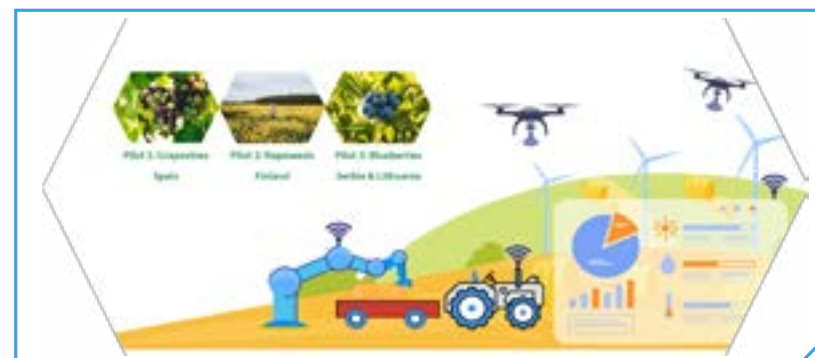 Pilot 1: Grapevines
Spain
Pilot 2: Rapeseeds
Finland
Pilot 3: Blueberries
Serbia & Lithuania